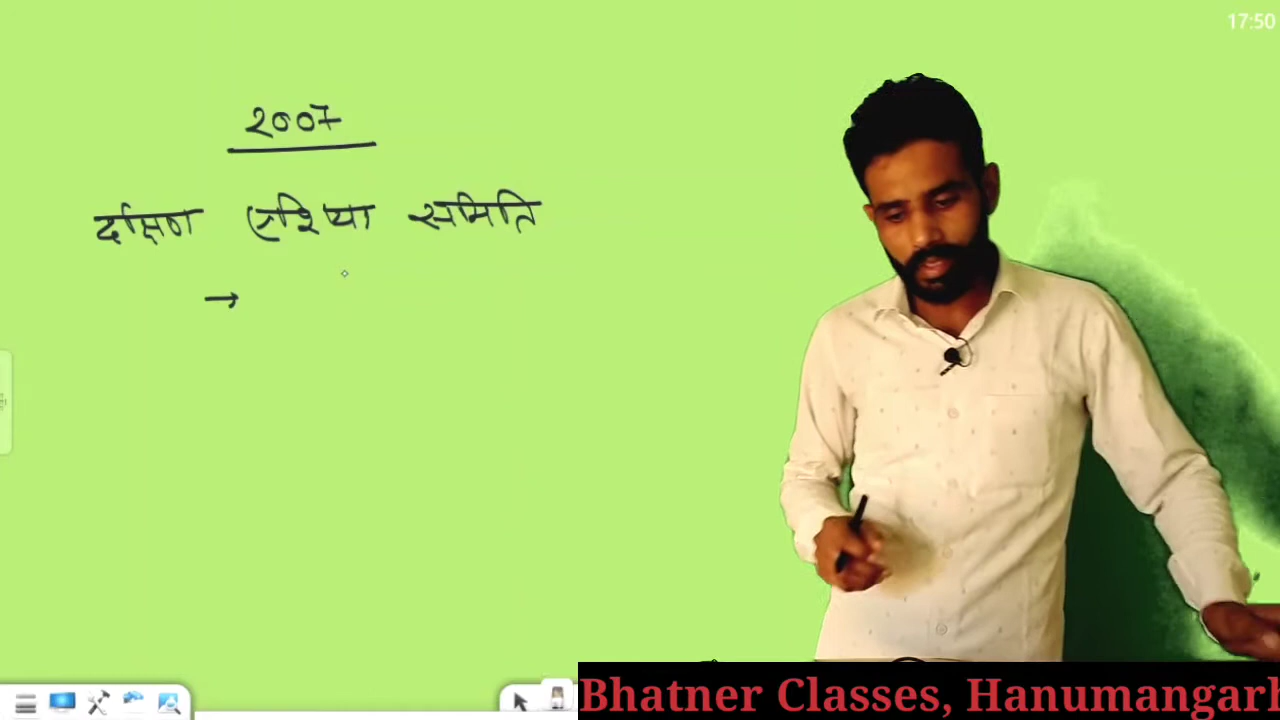 17:50
2007
दक्षिण एशिया समिति
→
Bhatner Classes, Hanumangarh